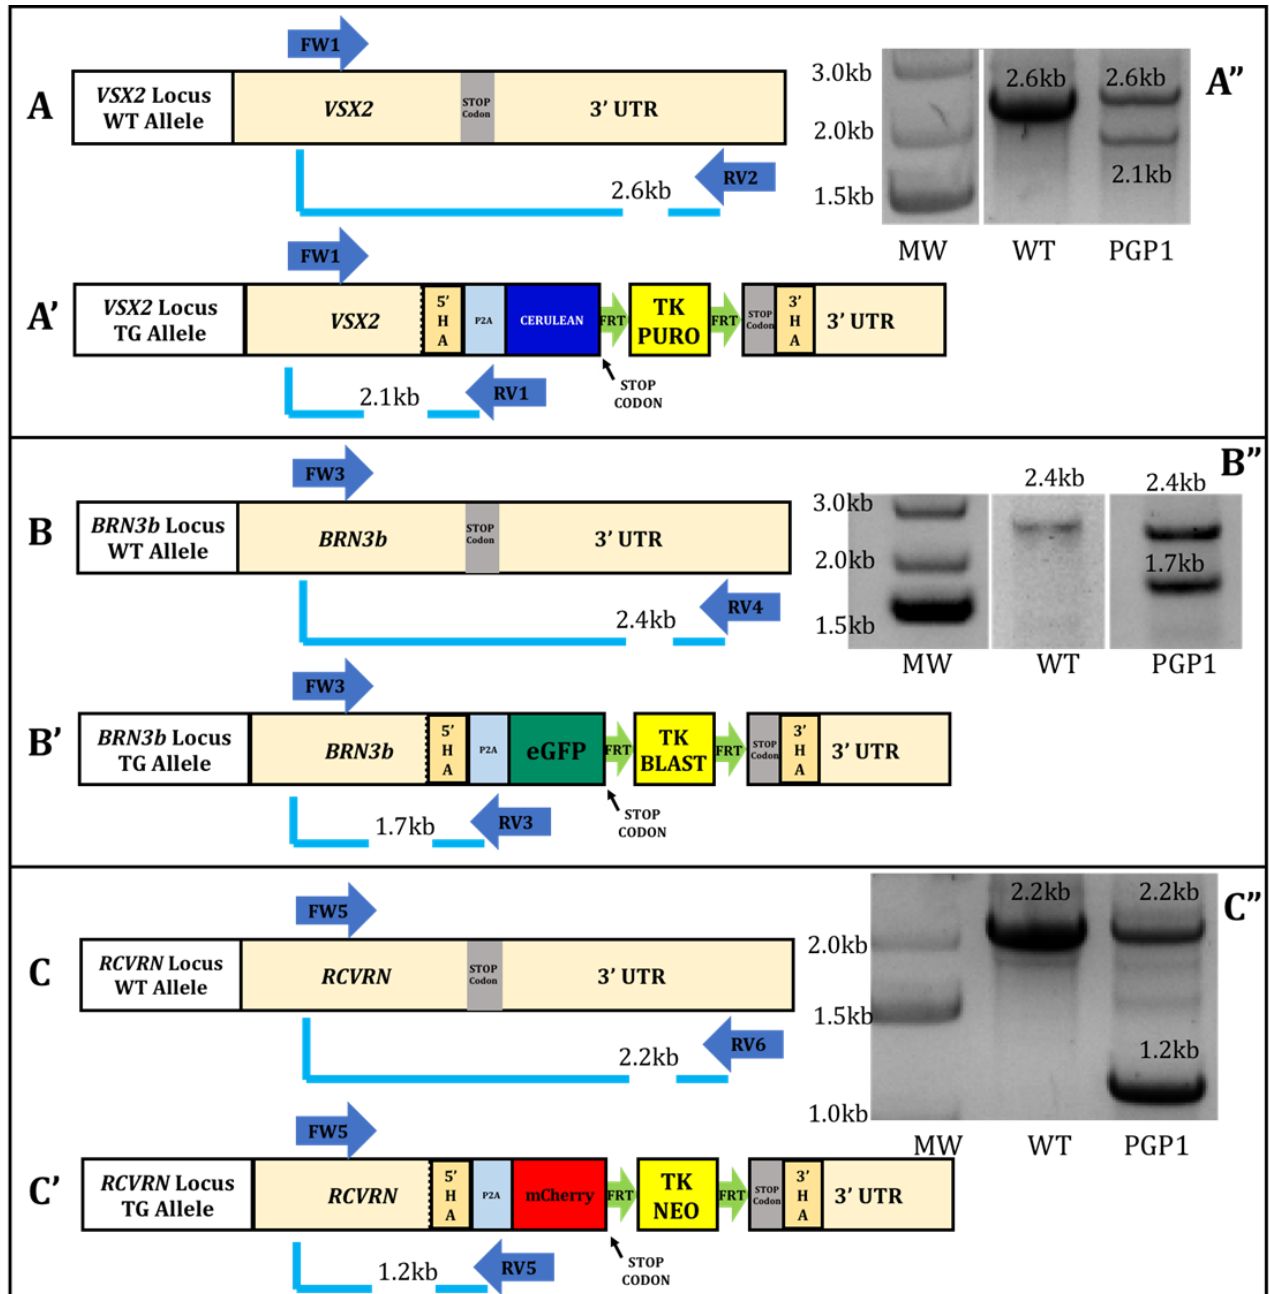 FW1
A
VSX2 Locus
WT Allele
VSX2
STOP
Codon
3' UTR
RV2
2.6kb
3.0kb
2.0kb
1.5kb
2.6kb
2.6kb
2.1kb
A"
MW
WT
PGP1
FW1
A'
VSX2 Locus
TG Allele
VSX2
5'
H
A
P2A
CERULEAN
FRT
TK
PURO
FRT
STOP
Codon
3'
H
A
3' UTR
2.1kb
RV1
STOP
CODON
FW3
B
BRN3b Locus
WT Allele
BRN3b
STOP
Codon
3' UTR
RV4
2.4kb
B"
2.4kb
2.4kb
3.0kb
2.0kb
1.5kb
1.7kb
MW
WT
PGP1
FW3
B'
BRN3b Locus
TG Allele
BRN3b
5'
H
A
P2A
eGFP
FRT
TK
BLAST
FRT
STOP
Codon
3'
H
A
3' UTR
1.7kb
RV3
STOP
CODON
FW5
C
RCVRN Locus
WT Allele
RCVRN
STOP
Codon
3' UTR
RV6
2.2kb
C"
2.2kb
2.2kb
2.0kb
1.5kb
1.0kb
1.2kb
MW
WT
PGP1
FW5
C'
RCVRN Locus
TG Allele
RCVRN
5'
H
A
P2A
mCherry
FRT
TK
NEO
FRT
STOP
Codon
3'
H
A
3' UTR
1.2kb
RV5
STOP
CODON